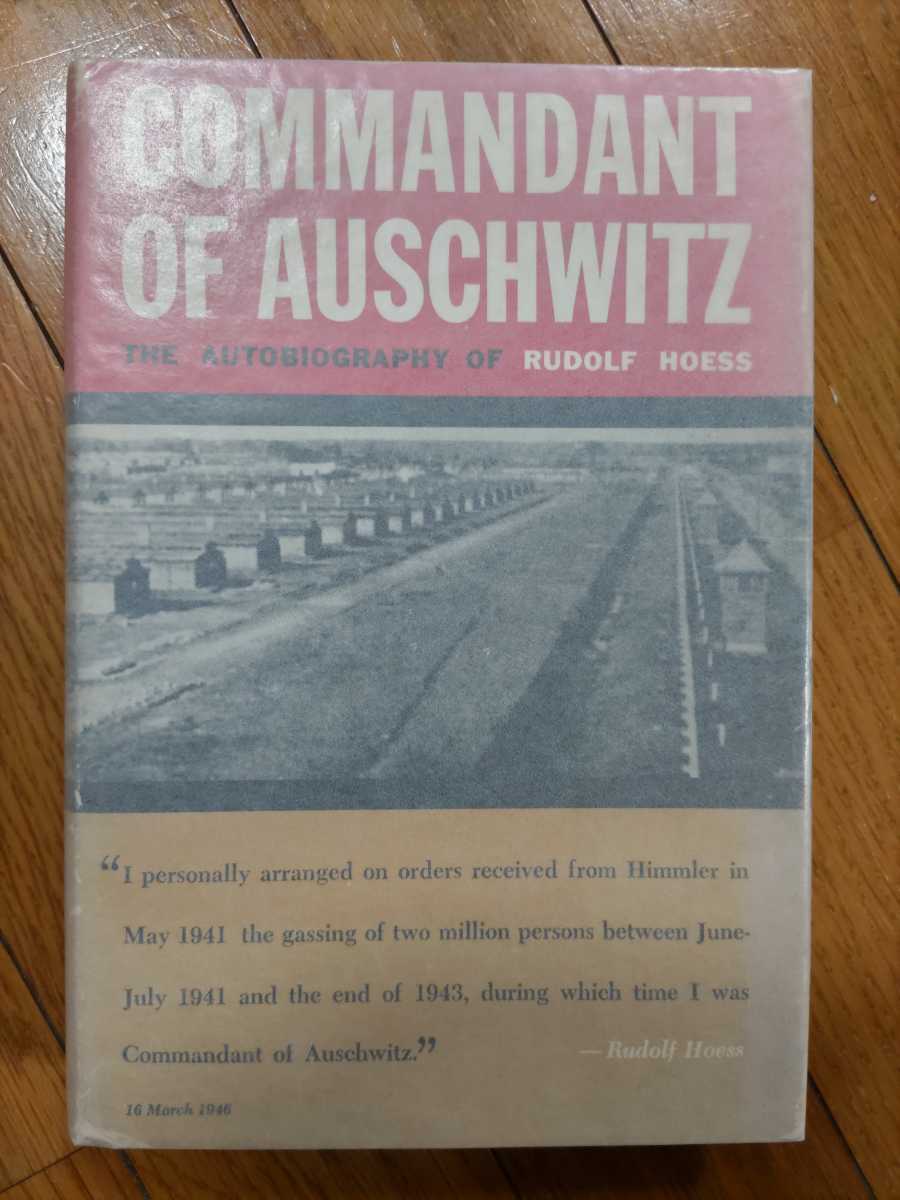 COMMANDANT
OF AUSCHWITZ
THE AUTOBIOGRAPHY OF RUDOLF HOESS
“I personally arranged on orders received from Himmler in
May 1941 the gassing of two million persons between June-
July 1941 and the end of 1943, during which time I was
Commandant of Auschwitz.” —Rudolf Hoess
16 March 1946